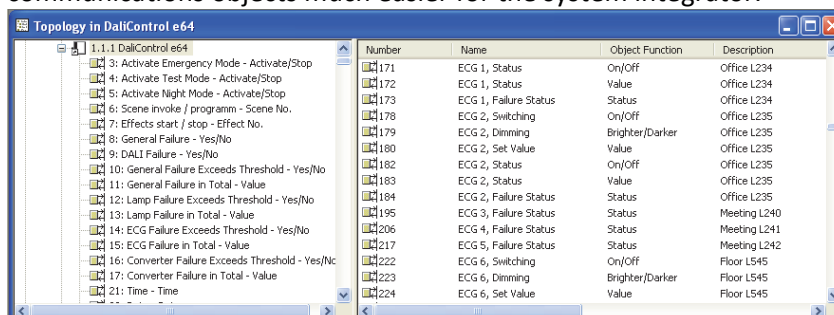 communications objects much easier for the system integrator.
Topology in DaliControl e64
1.1.1 DaliControl e64
3: Activate Emergency Mode - Activate/Stop
4: Activate Test Mode - Activate/Stop
5: Activate Night Mode - Activate/Stop
6: Scene invoke / programm - Scene No.
7: Effects start / stop - Effect No.
8: General Failure - Yes/No
9: DALI Failure - Yes/No
10: General Failure Exceeds Threshold - Yes/No
11: General Failure in Total - Value
12: Lamp Failure Exceeds Threshold - Yes/No
13: Lamp Failure in Total - Value
14: ECG Failure Exceeds Threshold - Yes/No
15: ECG Failure in Total - Value
16: Converter Failure Exceeds Threshold - Yes/Nc
17: Converter Failure in Total - Value
21: Time - Time
Number Name Object Function Description
171 ECG 1, Status On/Off Office L234
172 ECG 1, Status Value Office L234
173 ECG 1, Failure Status Status Office L234
178 ECG 2, Switching On/Off Office L235
179 ECG 2, Dimming Brighter/Darker Office L235
180 ECG 2, Set Value Value Office L235
182 ECG 2, Status On/Off Office L235
183 ECG 2, Status Value Office L235
184 ECG 2, Failure Status Status Office L235
195 ECG 3, Failure Status Status Meeting L240
206 ECG 4, Failure Status Status Meeting L241
217 ECG 5, Failure Status Status Meeting L242
222 ECG 6, Switching On/Off Floor L545
223 ECG 6, Dimming Brighter/Darker Floor L545
224 ECG 6, Set Value Value Floor L545